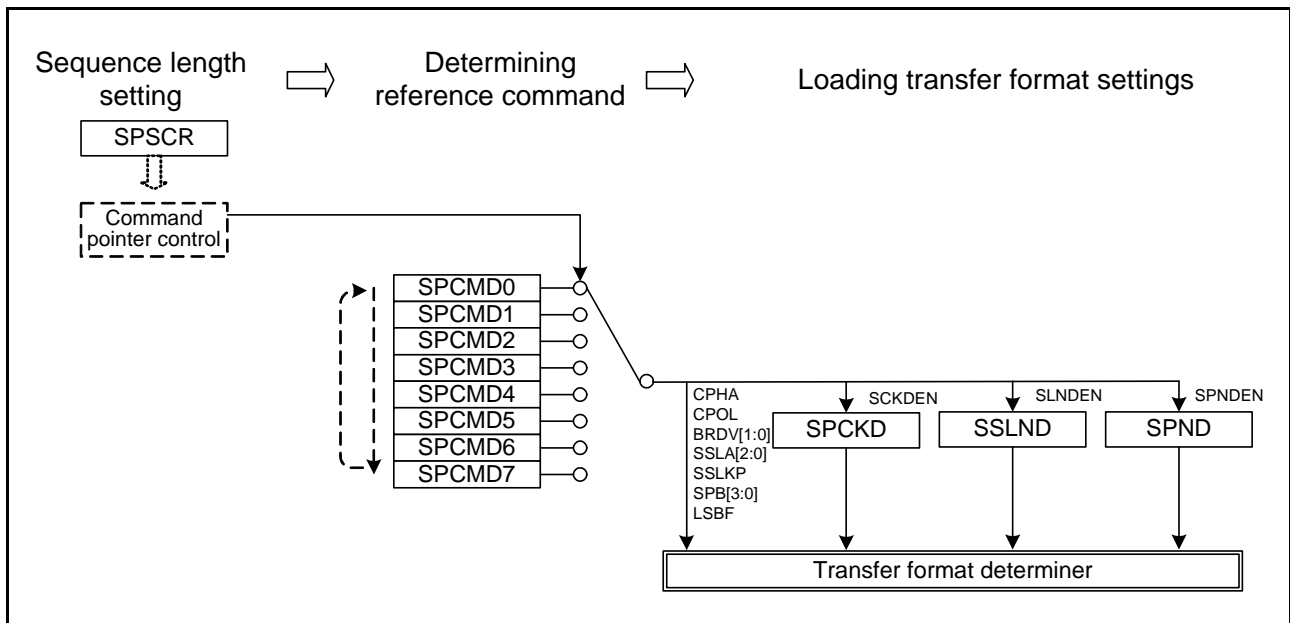 Sequence length
setting
Determining
reference command
Loading transfer format settings
SPSCR
Command
pointer control
SPCMD0
SPCMD1
SPCMD2
SPCMD3
SPCMD4
SPCMD5
SPCMD6
SPCMD7
CPHA
CPOL
BRDV[1:0]
SSLA[2:0]
SSLKP
SPB[3:0]
LSBF
SCKDEN
SPCKD
SLNDEN
SSLND
SPNDEN
SPND
Transfer format determiner